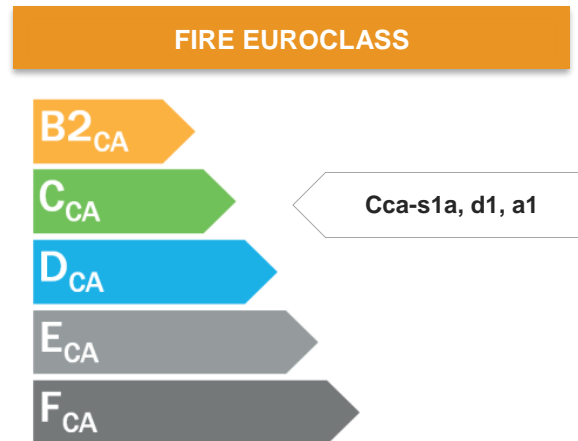 FIRE EUROCLASS
B2CA
CCA
Cca-s1a, d1, a1
DCA
ECA
FCA